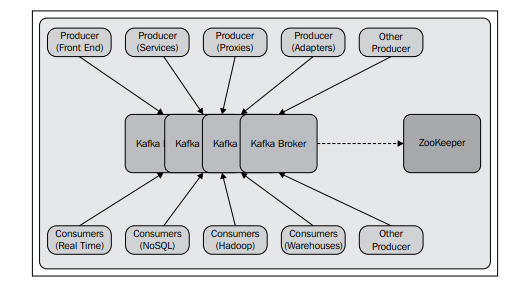 Producer
(Front End)
Producer
(Services)
Producer
(Proxies)
Producer
(Adapters)
Other
Producer
Kafka
Kafka
Kafka
Kafka Broker
ZooKeeper
Consumers
(Real Time)
Consumers
(NoSQL)
Consumers
(Hadoop)
Consumers
(Warehouses)
Other
Producer